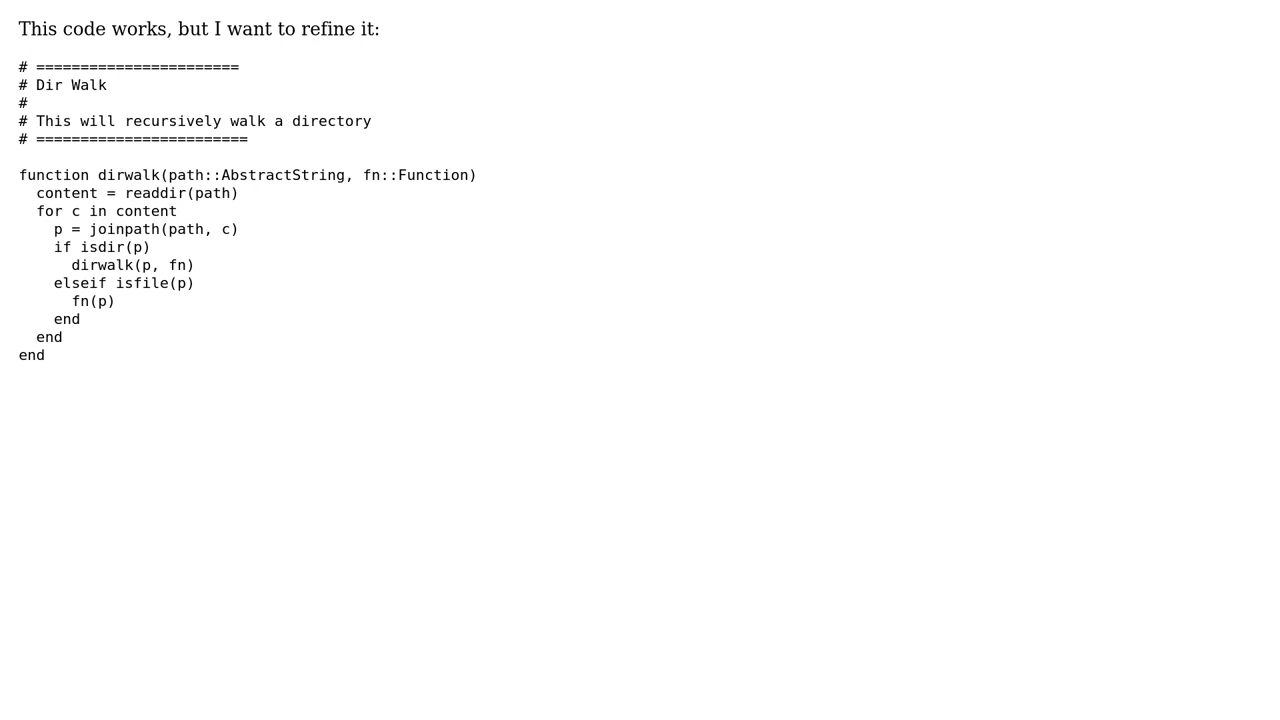 This code works, but I want to refine it:
# =======================
# Dir Walk
#
# This will recursively walk a directory
# ========================
function dirwalk(path::AbstractString, fn::Function)
  content = readdir(path)
  for c in content
    p = joinpath(path, c)
    if isdir(p)
      dirwalk(p, fn)
    elseif isfile(p)
      fn(p)
    end
  end
end